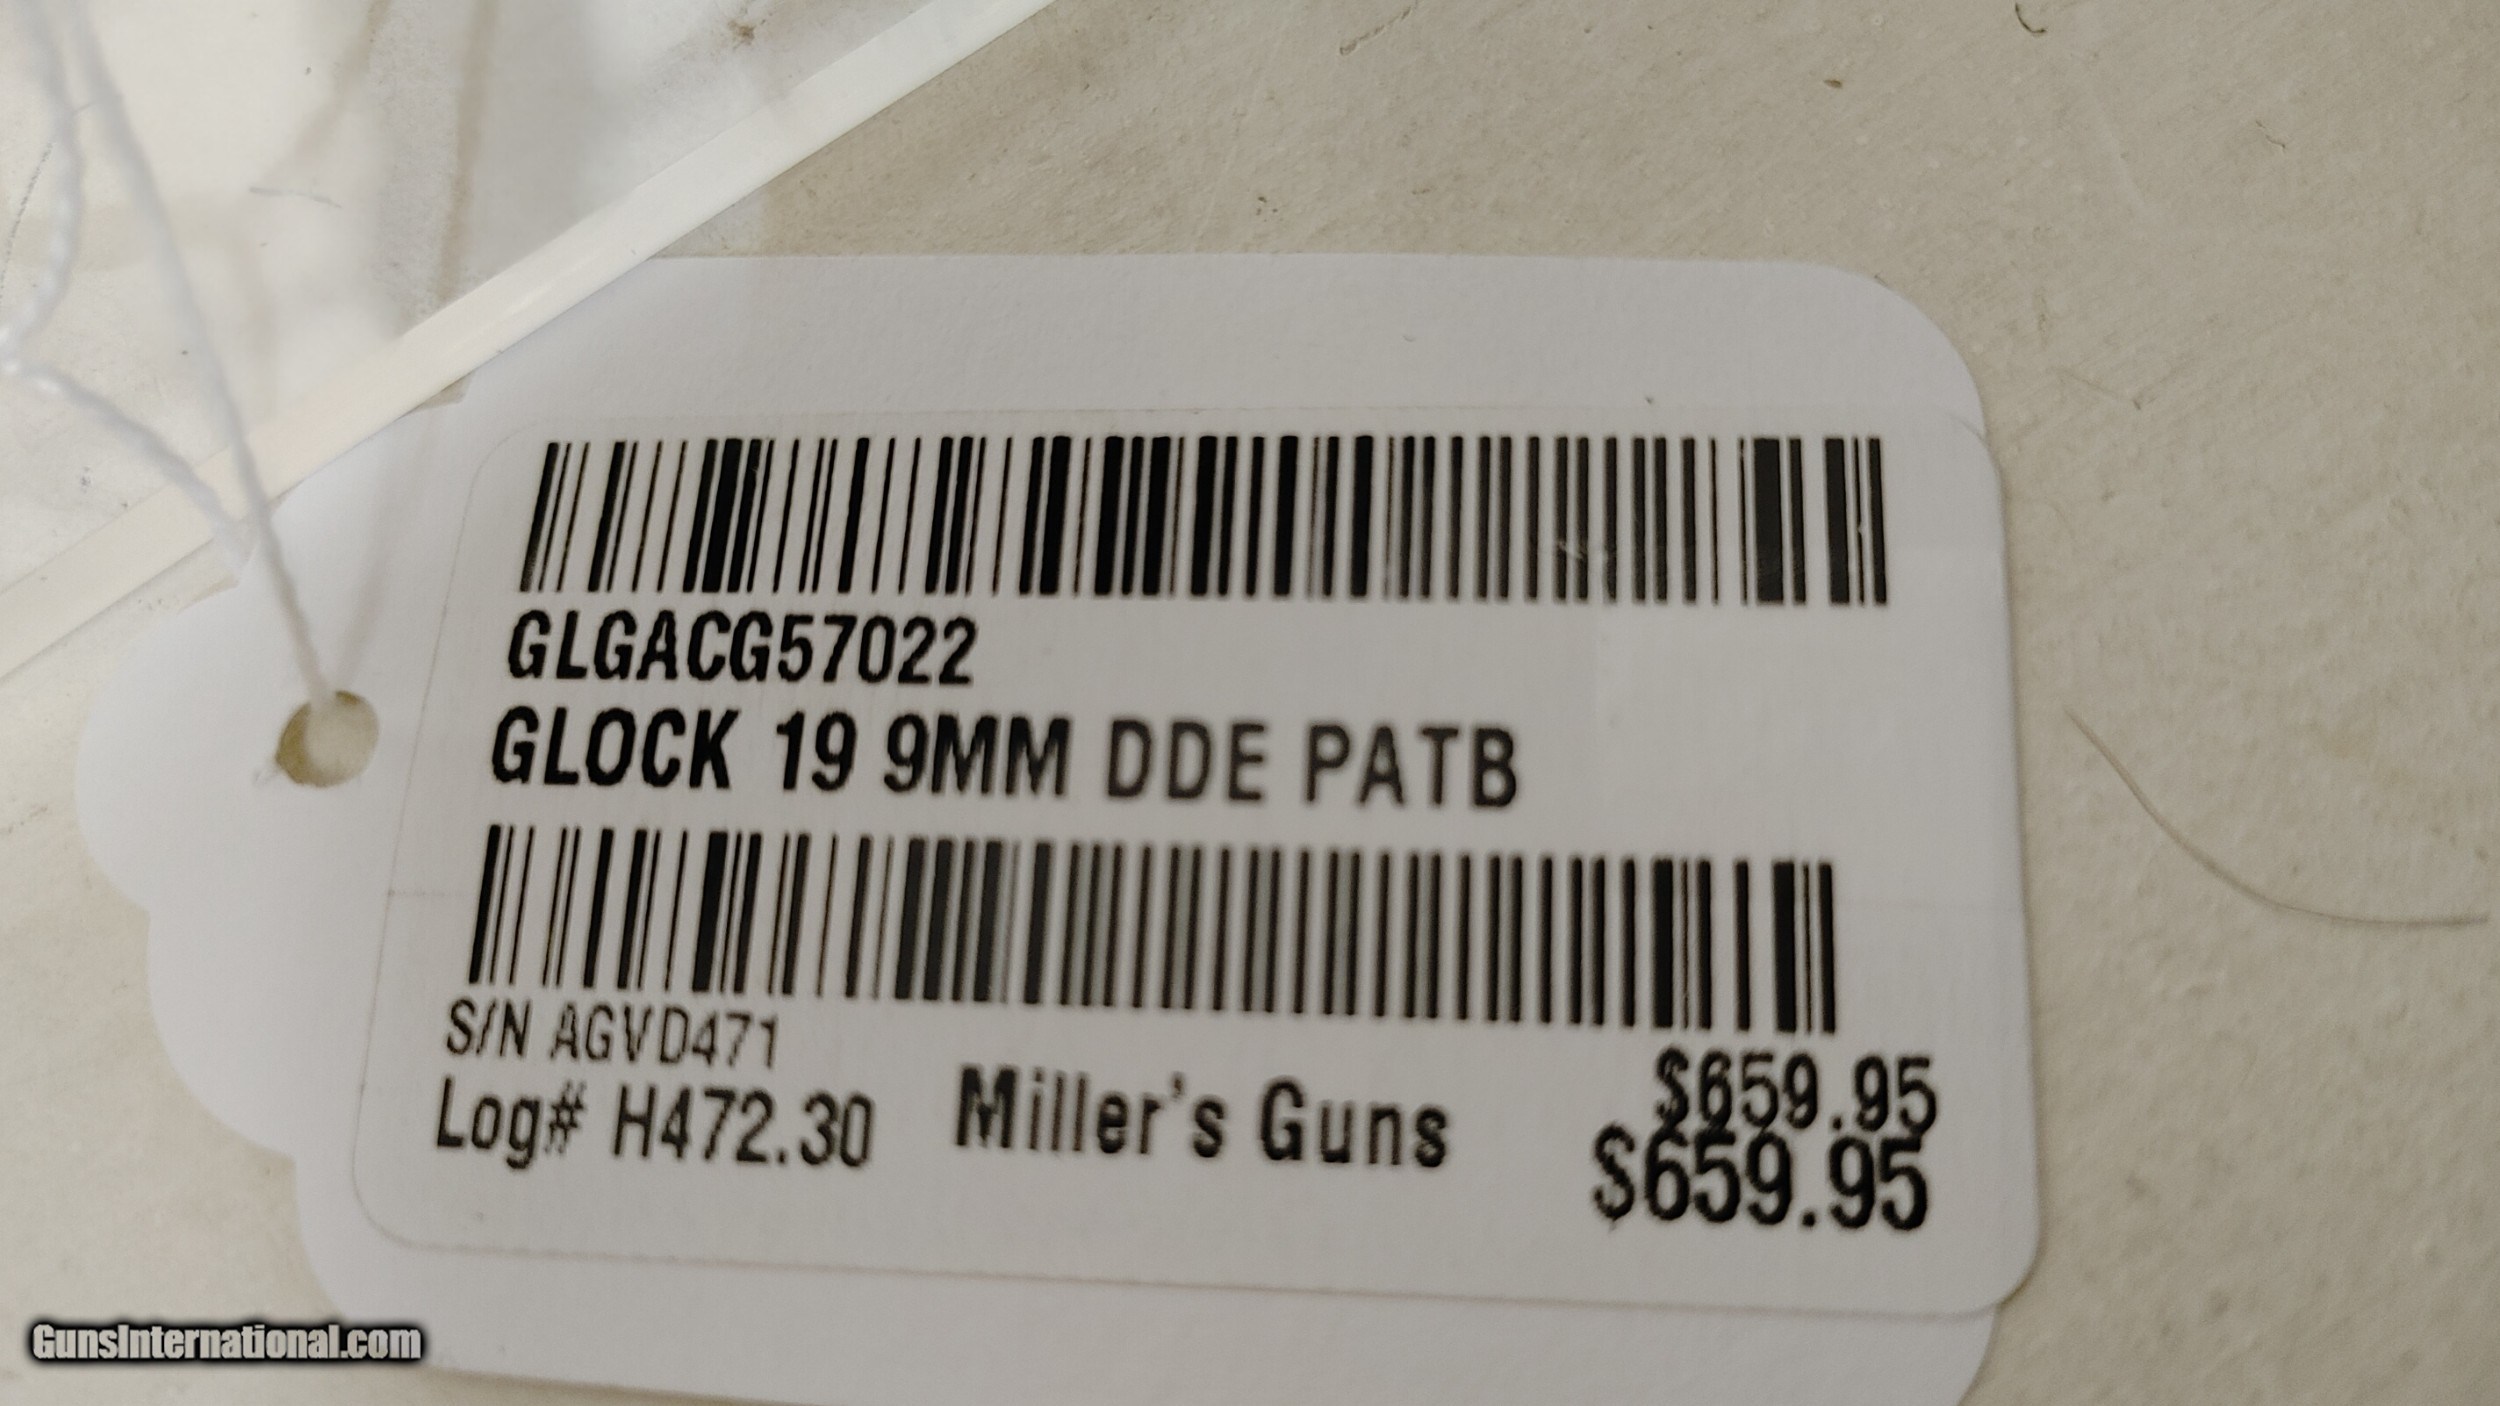 GLGACG57022
GLOCK 19 9MM DDE PATB
S/N AGVD471
$659.95
Log# H472.30 Miller's Guns
$659.95
GunsInternational.com